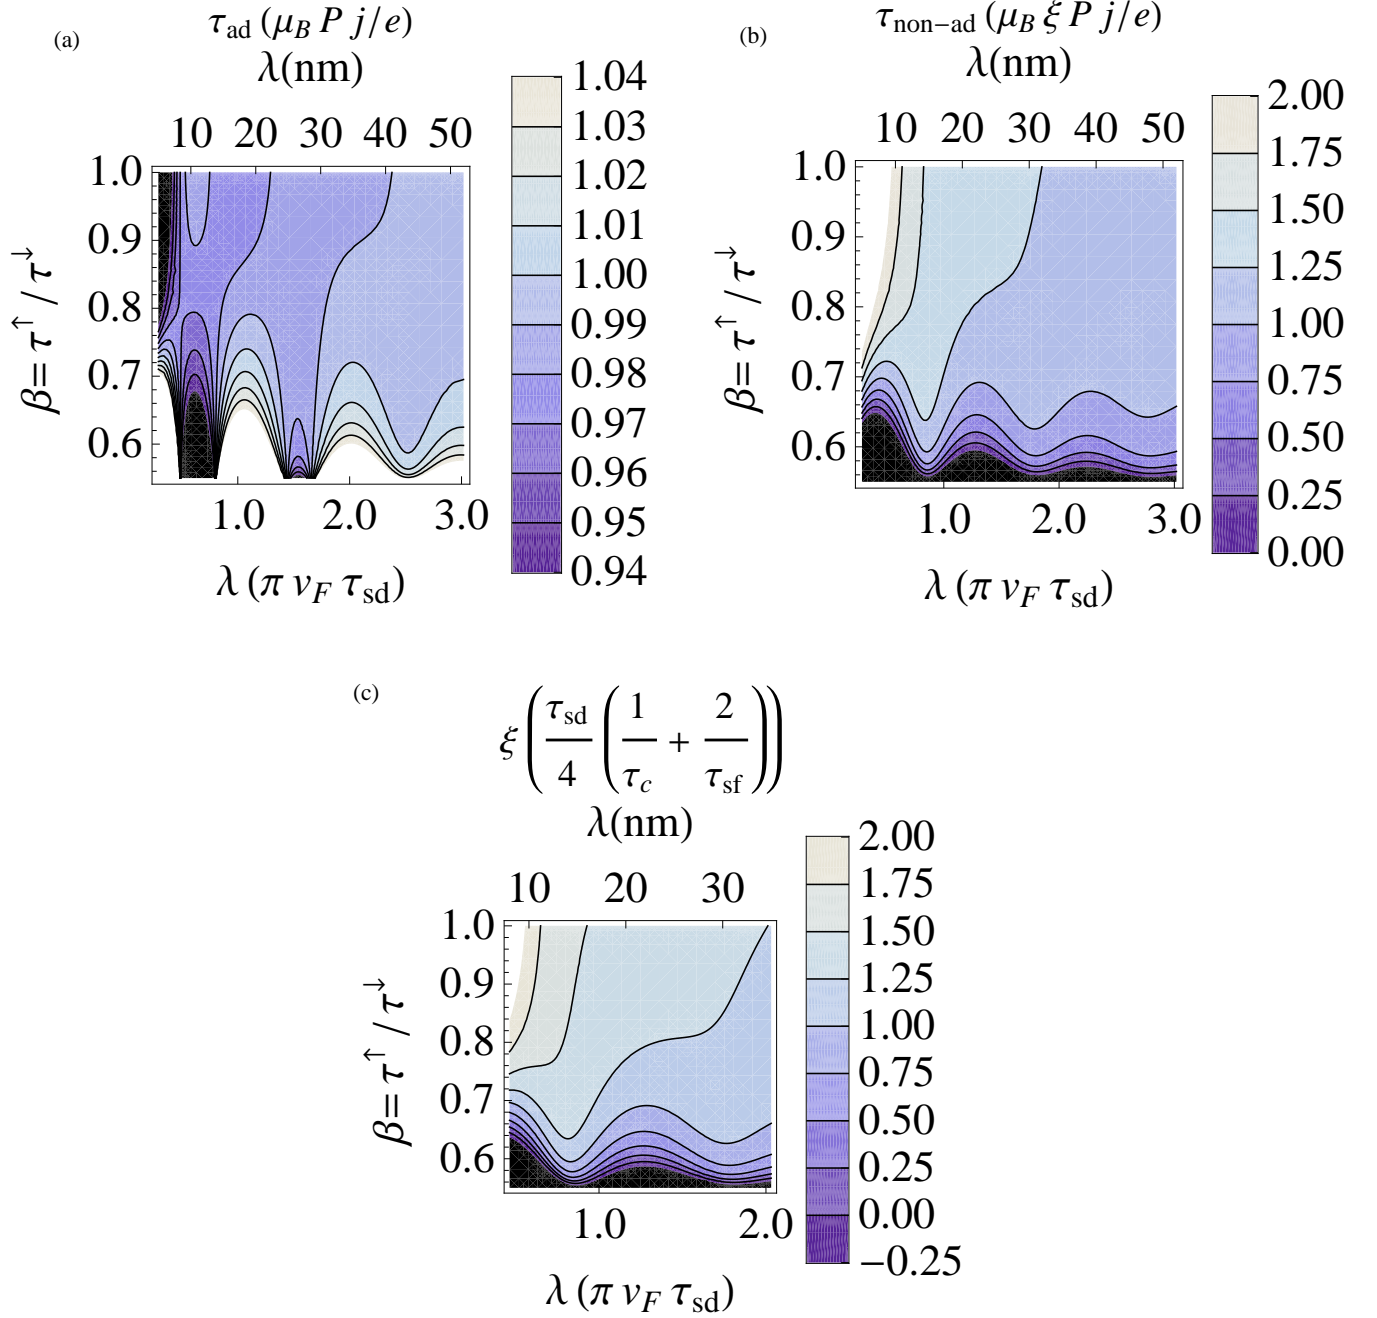 (a)
τ_ad (μ_B P j/e)
λ(nm)
10 20 30 40 50
1.0
0.9
0.8
0.7
0.6
β= τ^↑ / τ^↓
1.0 2.0 3.0
λ (π v_F τ_sd)
1.04
1.03
1.02
1.01
1.00
0.99
0.98
0.97
0.96
0.95
0.94
(b)
τ_non−ad (μ_B ξ P j/e)
λ(nm)
10 20 30 40 50
1.0
0.9
0.8
0.7
0.6
β= τ^↑ / τ^↓
1.0 2.0 3.0
λ (π v_F τ_sd)
2.00
1.75
1.50
1.25
1.00
0.75
0.50
0.25
0.00
(c)
ξ (τ_sd/4 (1/τ_c + 2/τ_sf))
λ(nm)
10 20 30
1.0
0.9
0.8
0.7
0.6
β= τ^↑ / τ^↓
1.0 2.0
λ (π v_F τ_sd)
2.00
1.75
1.50
1.25
1.00
0.75
0.50
0.25
0.00
−0.25